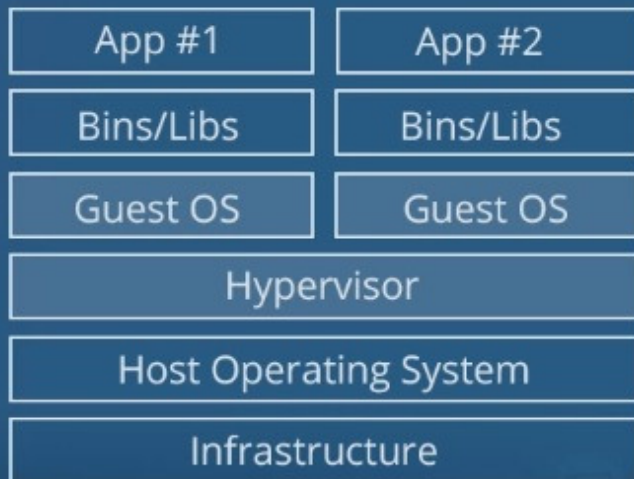 App #1 App #2
Bins/Libs Bins/Libs
Guest OS Guest OS
Hypervisor
Host Operating System
Infrastructure